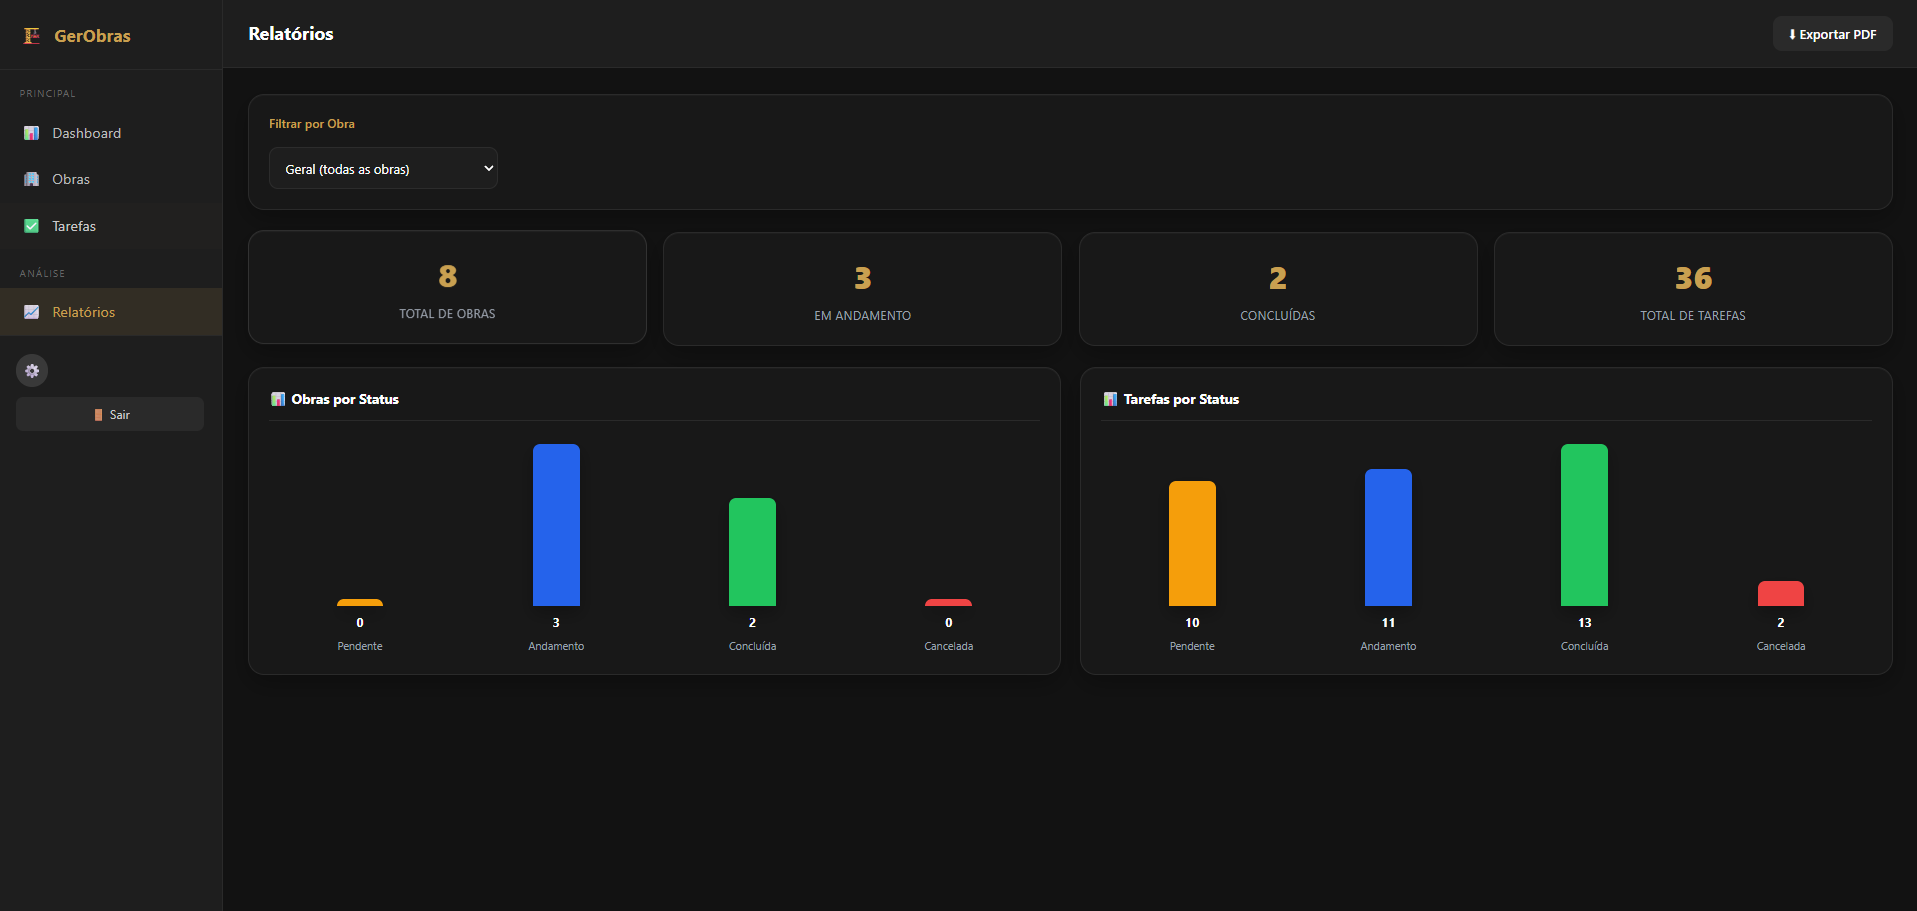 GerObras
PRINCIPAL
Dashboard
Obras
Tarefas
ANÁLISE
Relatórios
Sair
Relatórios
⬇ Exportar PDF
Filtrar por Obra
Geral (todas as obras)
8
TOTAL DE OBRAS
3
EM ANDAMENTO
2
CONCLUÍDAS
36
TOTAL DE TAREFAS
Obras por Status
0
Pendente
3
Andamento
2
Concluída
0
Cancelada
Tarefas por Status
10
Pendente
11
Andamento
13
Concluída
2
Cancelada